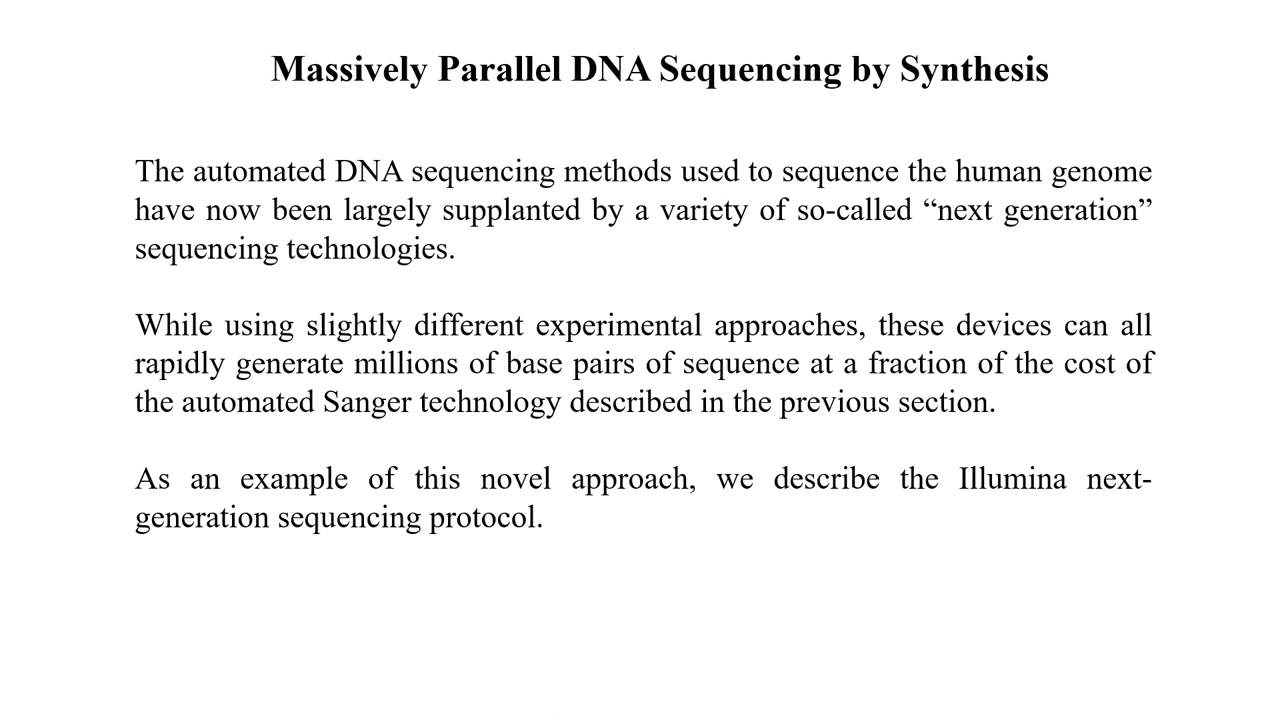 Massively Parallel DNA Sequencing by Synthesis
The automated DNA sequencing methods used to sequence the human genome
have now been largely supplanted by a variety of so-called “next generation”
sequencing technologies.
While using slightly different experimental approaches, these devices can all
rapidly generate millions of base pairs of sequence at a fraction of the cost of
the automated Sanger technology described in the previous section.
As an example of this novel approach, we describe the Illumina next-
generation sequencing protocol.